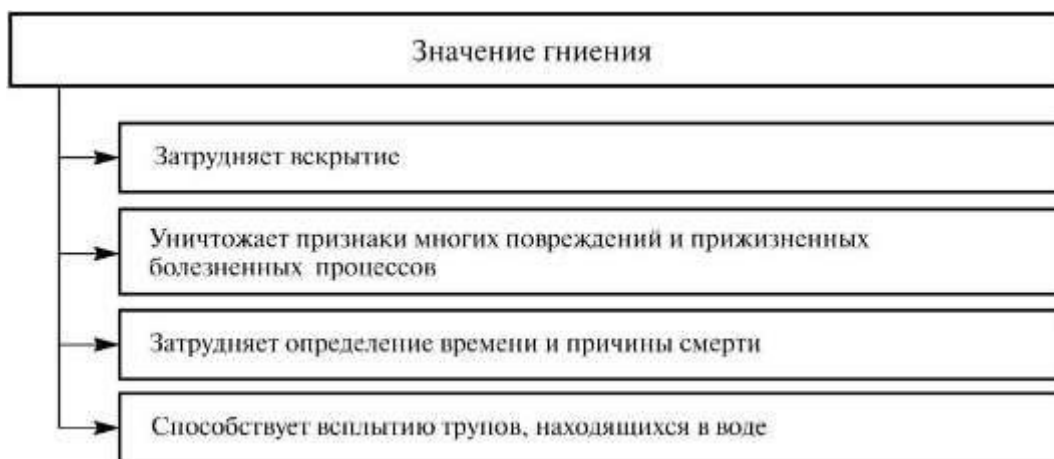 Значение гниения
Затрудняет вскрытие
Уничтожает признаки многих повреждений и прижизненных
болезненных процессов
Затрудняет определение времени и причины смерти
Способствует всплытию трупов, находящихся в воде